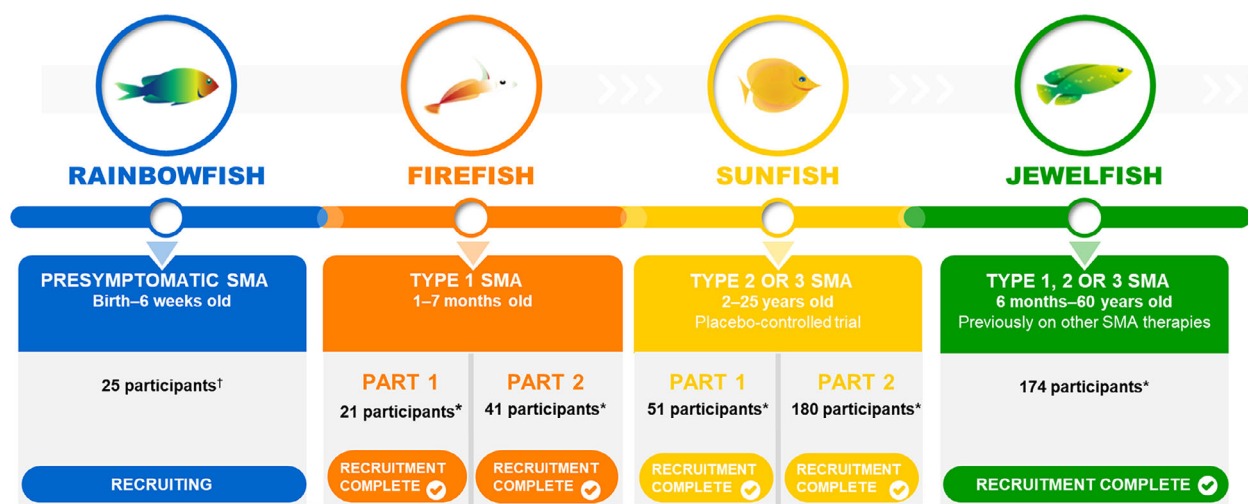 RAINBOWFISH
FIREFISH
SUNFISH
JEWELFISH
PRESYMPTOMATIC SMA
Birth–6 weeks old
TYPE 1 SMA
1–7 months old
TYPE 2 OR 3 SMA
2–25 years old
Placebo-controlled trial
TYPE 1, 2 OR 3 SMA
6 months–60 years old
Previously on other SMA therapies
25 participants†
PART 1
21 participants*
PART 2
41 participants*
PART 1
51 participants*
PART 2
180 participants*
174 participants*
RECRUITING
RECRUITMENT
COMPLETE
RECRUITMENT
COMPLETE
RECRUITMENT
COMPLETE
RECRUITMENT
COMPLETE
RECRUITMENT COMPLETE